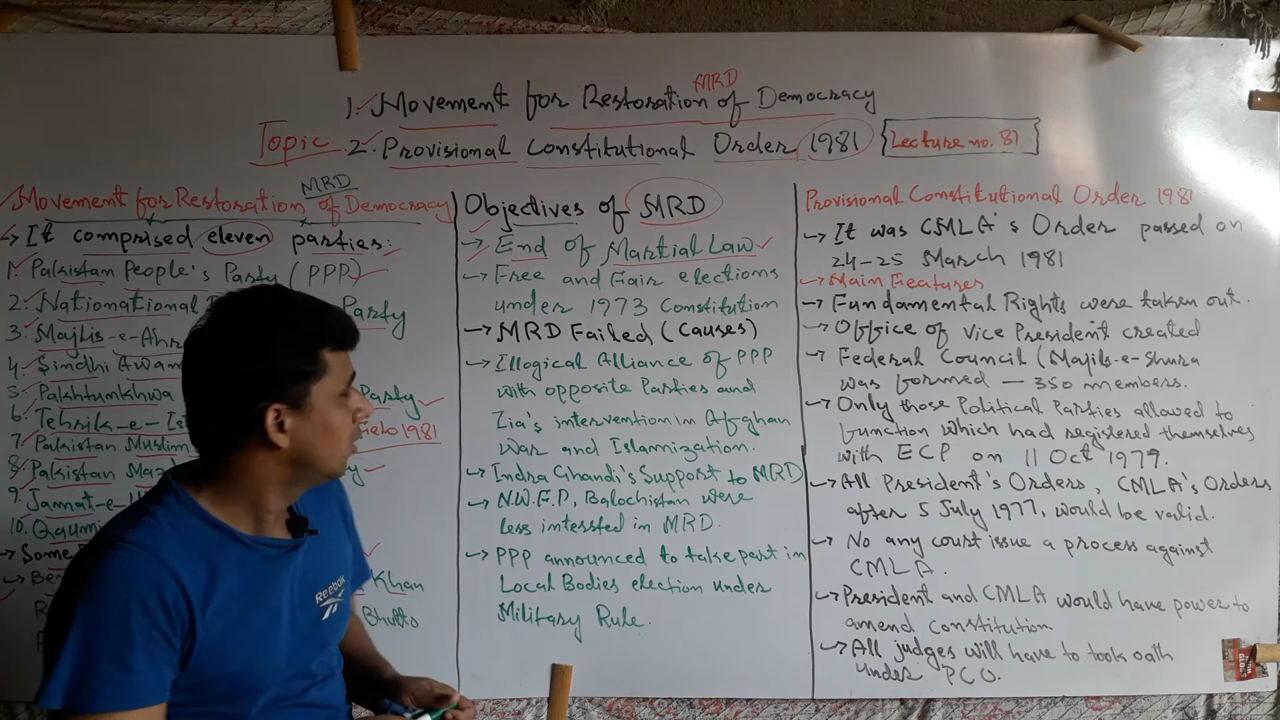 1. Movement for Restoration of Democracy
MRD
Topic 2. Provisional Constitutional Order 1981
Lecture no. 81
Movement for Restoration of Democracy
MRD
→ It comprised eleven parties:
1. Pakistan People's Party (PPP)
2. Nationational Party
3. Majlis-e-Ahr
4. Sindhi Awam
5. Pakhtumkhwa Party
6. Tehsik-e-
7. Pakistan Muslim 1981
8. Pakistan Maz
9. Jamnat-e-
10. Qaumi
→ Some
→ Be Khan
Bhutto
Objectives of MRD
→ End of Martial Law
→ Free and Fair elections
under 1973 Constitution
→ MRD Failed (Causes)
→ Illogical Alliance of PPP
with opposite Parties and
Zia's intervention in Afghan
War and Islamization.
→ Indra Ghandi's Support to MRD
→ N.W.F.P, Balochistan were
less intersted in MRD.
→ PPP announced to take part in
Local Bodies election under
Military Rule.
Provisional Constitutional Order 1981
→ It was CMLA's Order passed on
24-25 March 1981
→ Main Features
→ Fundamental Rights were taken out.
→ Office of Vice President created
→ Federal Council (Majils-e-Shura
was formed — 350 members.
→ Only those Political Parties allowed to
function which had registered themselves
with ECP on 11 Oct 1979.
→ All President's Orders, CMLA's Orders
after 5 July 1977, would be valid.
→ No any court issue a process against
CMLA.
→ President and CMLA would have power to
amend constitution
→ All judges will have to took oath
under PCO.
Reebok